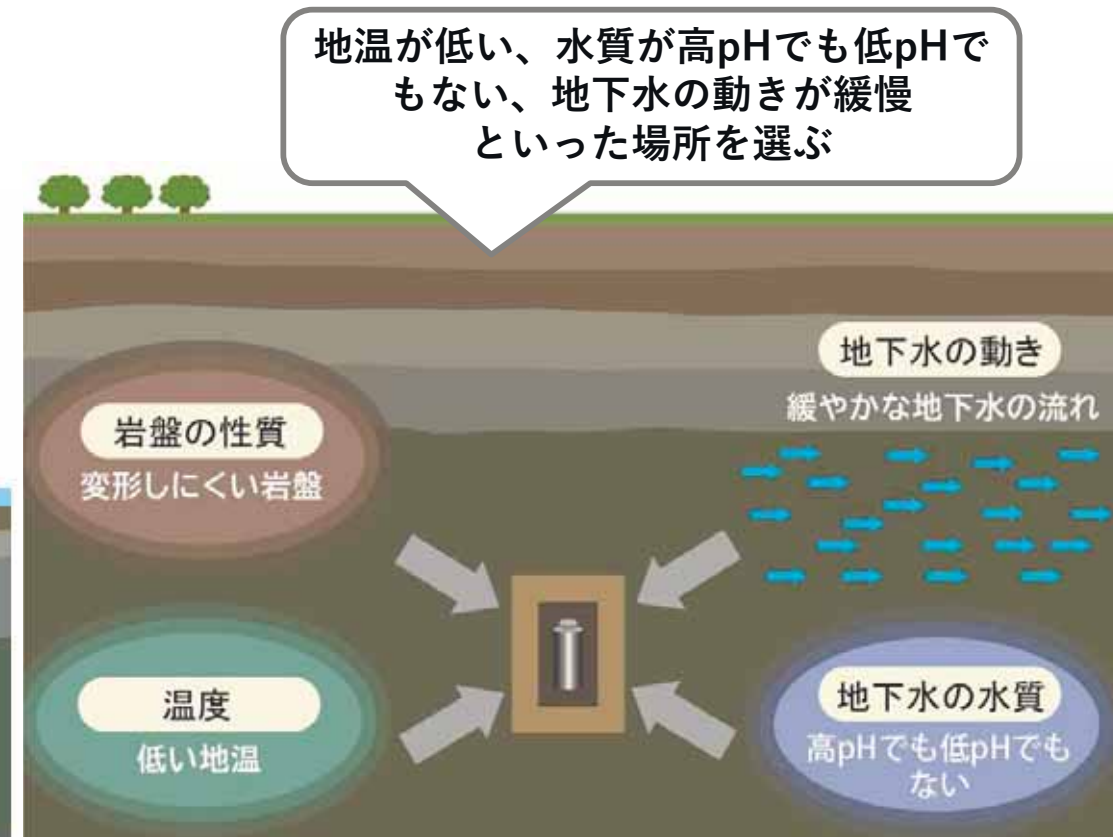 地温が低い、水質が高pHでも低pHで
もない、地下水の動きが緩慢
といった場所を選ぶ
地下水の動き
緩やかな地下水の流れ
岩盤の性質
変形しにくい岩盤
温度
低い地温
地下水の水質
高pHでも低pHでも
ない